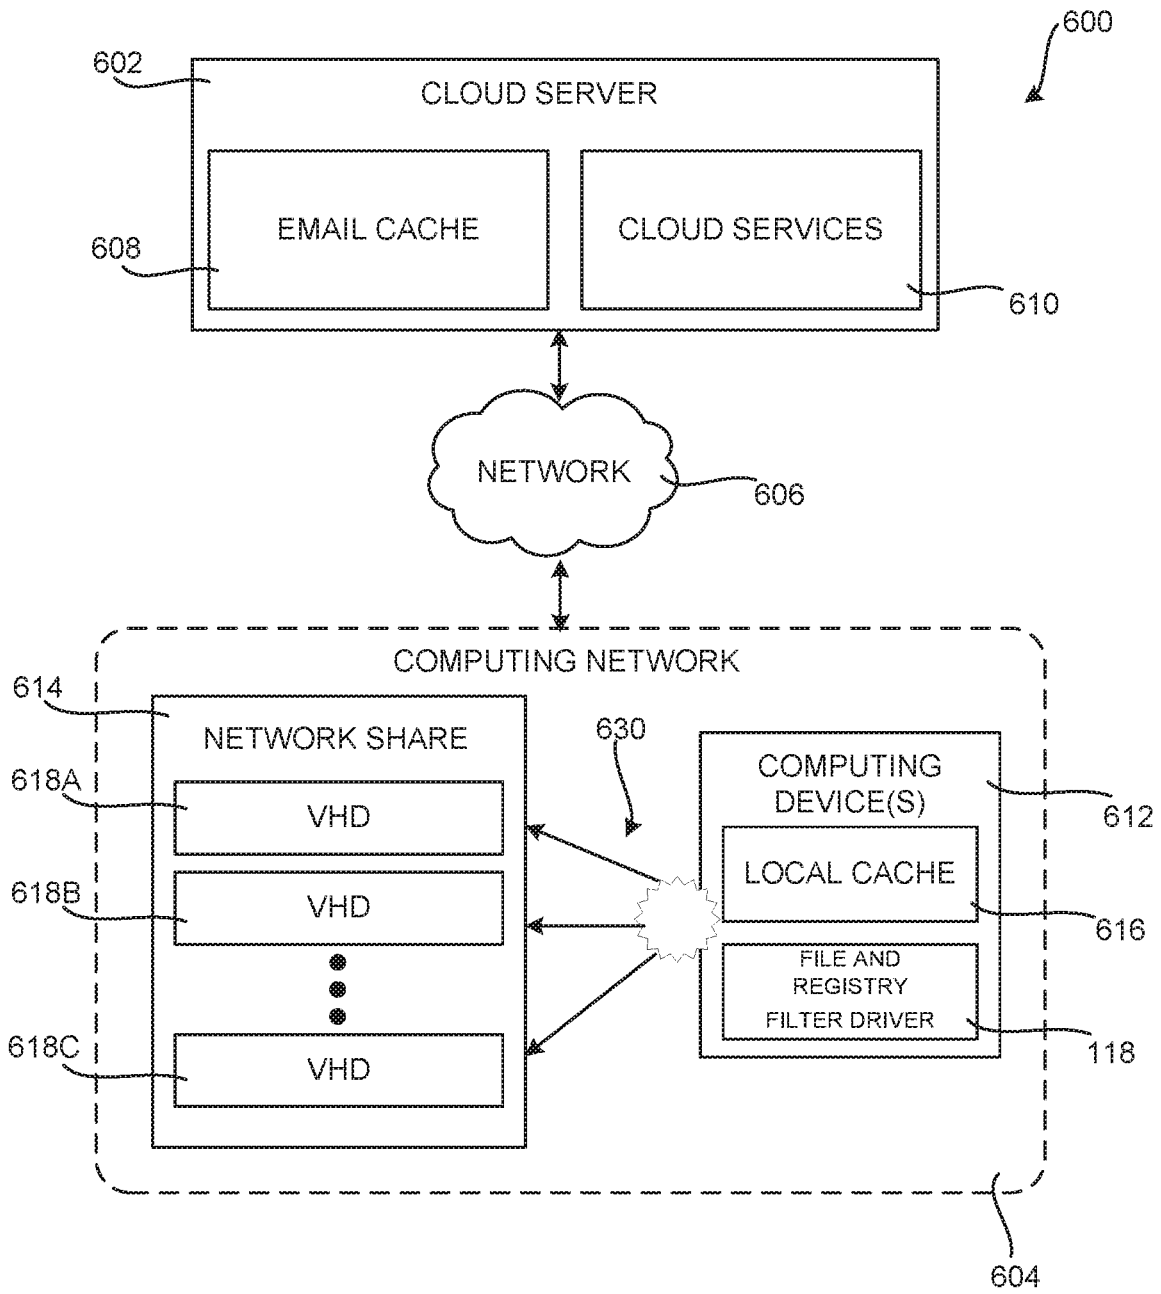 600
602
CLOUD SERVER
EMAIL CACHE
CLOUD SERVICES
608
610
NETWORK
606
COMPUTING NETWORK
614
NETWORK SHARE
630
618A
VHD
COMPUTING
DEVICE(S)
612
LOCAL CACHE
618B
VHD
616
FILE AND
REGISTRY
FILTER DRIVER
618C
VHD
118
604